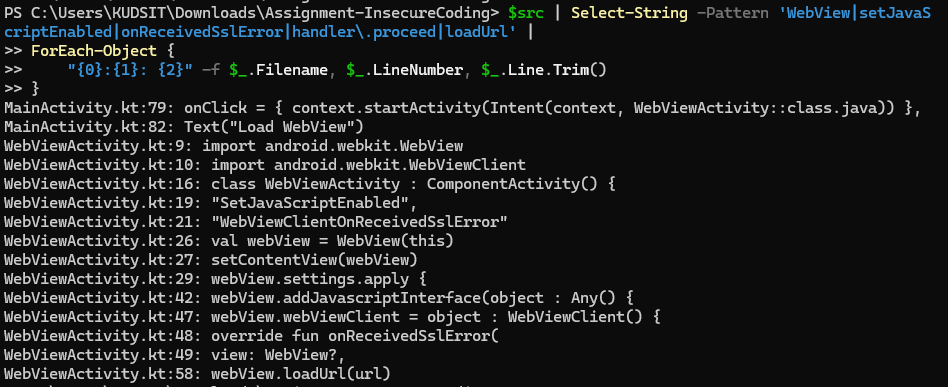 PS C:\Users\KUDSIT\Downloads\Assignment-InsecureCoding> $src | Select-String -Pattern 'WebView|setJavaS
criptEnabled|onReceivedSslError|handler\.proceed|loadUrl' |
>> ForEach-Object {
>>     "{0}:{1}: {2}" -f $_.Filename, $_.LineNumber, $_.Line.Trim()
>> }
MainActivity.kt:79: onClick = { context.startActivity(Intent(context, WebViewActivity::class.java)) },
MainActivity.kt:82: Text("Load WebView")
WebViewActivity.kt:9: import android.webkit.WebView
WebViewActivity.kt:10: import android.webkit.WebViewClient
WebViewActivity.kt:16: class WebViewActivity : ComponentActivity() {
WebViewActivity.kt:19: "SetJavaScriptEnabled",
WebViewActivity.kt:21: "WebViewClientOnReceivedSslError"
WebViewActivity.kt:26: val webView = WebView(this)
WebViewActivity.kt:27: setContentView(webView)
WebViewActivity.kt:29: webView.settings.apply {
WebViewActivity.kt:42: webView.addJavascriptInterface(object : Any() {
WebViewActivity.kt:47: webView.webViewClient = object : WebViewClient() {
WebViewActivity.kt:48: override fun onReceivedSslError(
WebViewActivity.kt:49: view: WebView?,
WebViewActivity.kt:58: webView.loadUrl(url)